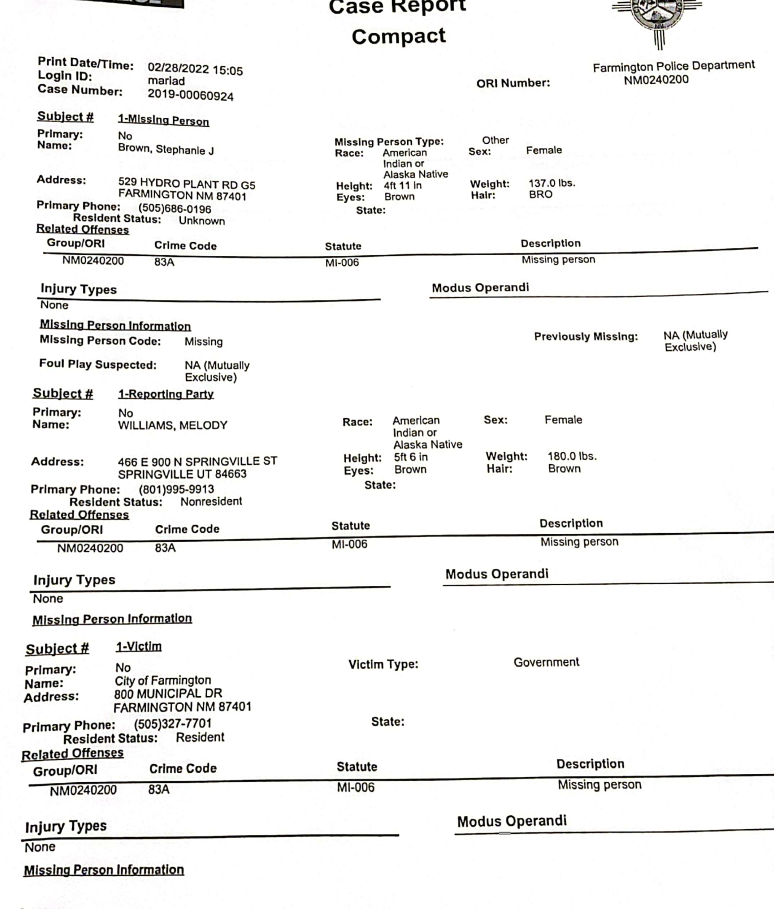 Case Report
Compact
Print Date/Time: 02/28/2022 15:05
Login ID: mariad
Case Number: 2019-00060924
Farmington Police Department
ORI Number: NM0240200
Subject # 1-Missing Person
Primary: No
Name: Brown, Stephanie J
Missing Person Type: Other
Race: American Indian or Alaska Native Sex: Female
Address: 529 HYDRO PLANT RD G5
FARMINGTON NM 87401
Height: 4ft 11 in Weight: 137.0 lbs.
Eyes: Brown Hair: BRO
Primary Phone: (505)686-0196 State:
Resident Status: Unknown
Related Offenses
Group/ORI Crime Code Statute Description
NM0240200 83A MI-006 Missing person
Injury Types Modus Operandi
None
Missing Person Information
Missing Person Code: Missing Previously Missing: NA (Mutually Exclusive)
Foul Play Suspected: NA (Mutually Exclusive)
Subject # 1-Reporting Party
Primary: No
Name: WILLIAMS, MELODY
Race: American Indian or Alaska Native Sex: Female
Address: 466 E 900 N SPRINGVILLE ST
SPRINGVILLE UT 84663
Height: 5ft 6 in Weight: 180.0 lbs.
Eyes: Brown Hair: Brown
Primary Phone: (801)995-9913 State:
Resident Status: Nonresident
Related Offenses
Group/ORI Crime Code Statute Description
NM0240200 83A MI-006 Missing person
Injury Types Modus Operandi
None
Missing Person Information
Subject # 1-Victim
Primary: No Victim Type: Government
Name: City of Farmington
Address: 800 MUNICIPAL DR
FARMINGTON NM 87401
Primary Phone: (505)327-7701 State:
Resident Status: Resident
Related Offenses
Group/ORI Crime Code Statute Description
NM0240200 83A MI-006 Missing person
Injury Types Modus Operandi
None
Missing Person Information